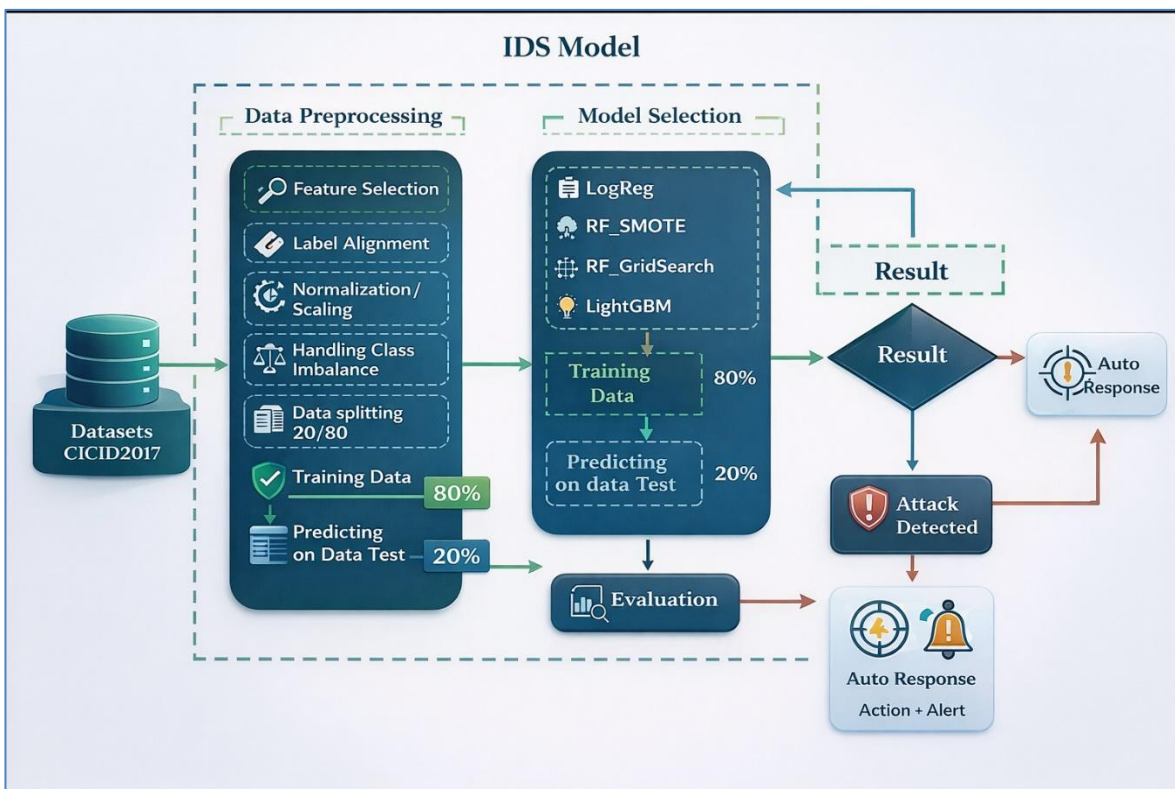 IDS Model
Data Preprocessing
Feature Selection
Label Alignment
Normalization/
Scaling
Handling Class
Imbalance
Data splitting
20/80
Training Data
80%
Predicting
on Data Test
20%
Datasets
CICID2017
Model Selection
LogReg
RF_SMOTE
RF_GridSearch
LightGBM
Training
Data
80%
Predicting
on data Test
20%
Evaluation
Result
Result
Auto
Response
Attack
Detected
Auto Response
Action + Alert